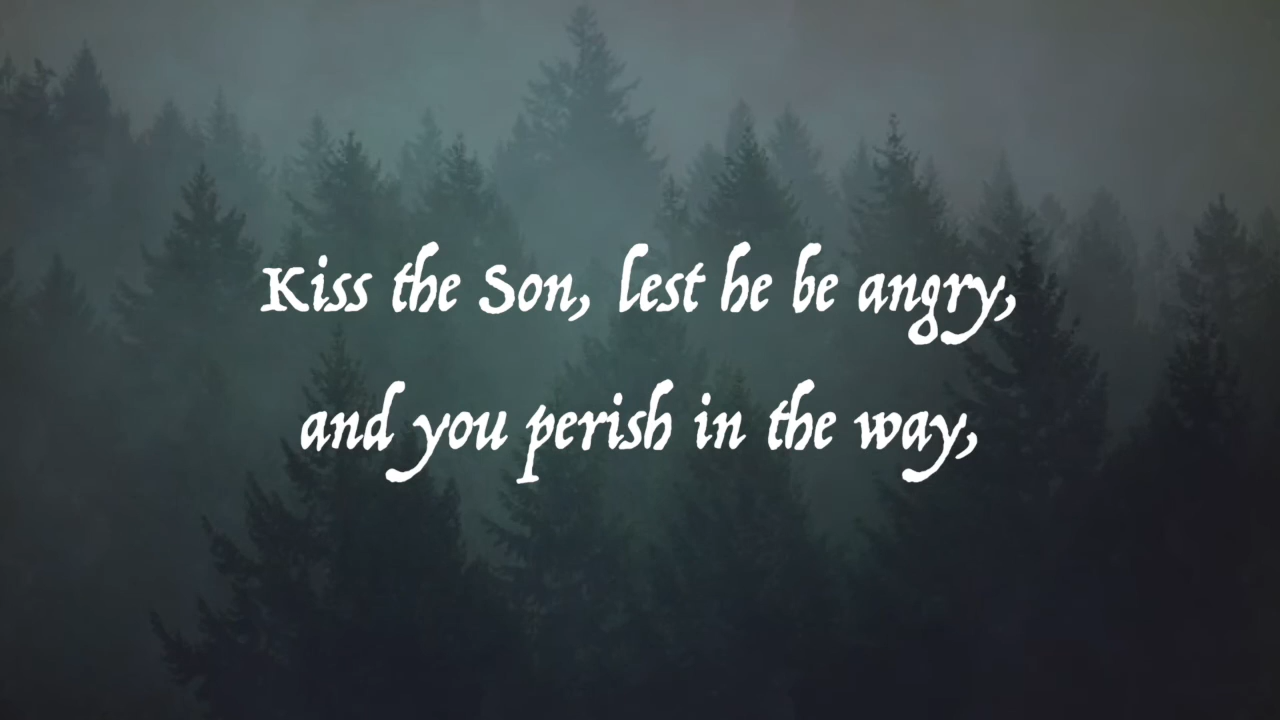 Kiss the Son, lest he be angry,
and you perish in the way,